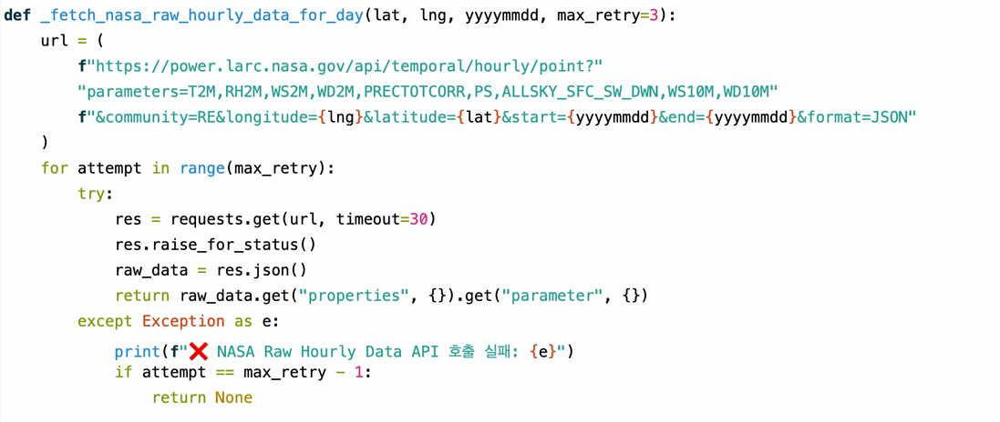 def _fetch_nasa_raw_hourly_data_for_day(lat, lng, yyyymmdd, max_retry=3):
    url = (
        f"https://power.larc.nasa.gov/api/temporal/hourly/point?"
        "parameters=T2M,RH2M,WS2M,WD2M,PRECTOTCORR,PS,ALLSKY_SFC_SW_DWN,WS10M,WD10M"
        f"&community=RE&longitude={lng}&latitude={lat}&start={yyyymmdd}&end={yyyymmdd}&format=JSON"
    )
    for attempt in range(max_retry):
        try:
            res = requests.get(url, timeout=30)
            res.raise_for_status()
            raw_data = res.json()
            return raw_data.get("properties", {}).get("parameter", {})
        except Exception as e:
            print(f"❌ NASA Raw Hourly Data API 호출 실패: {e}")
            if attempt == max_retry - 1:
                return None